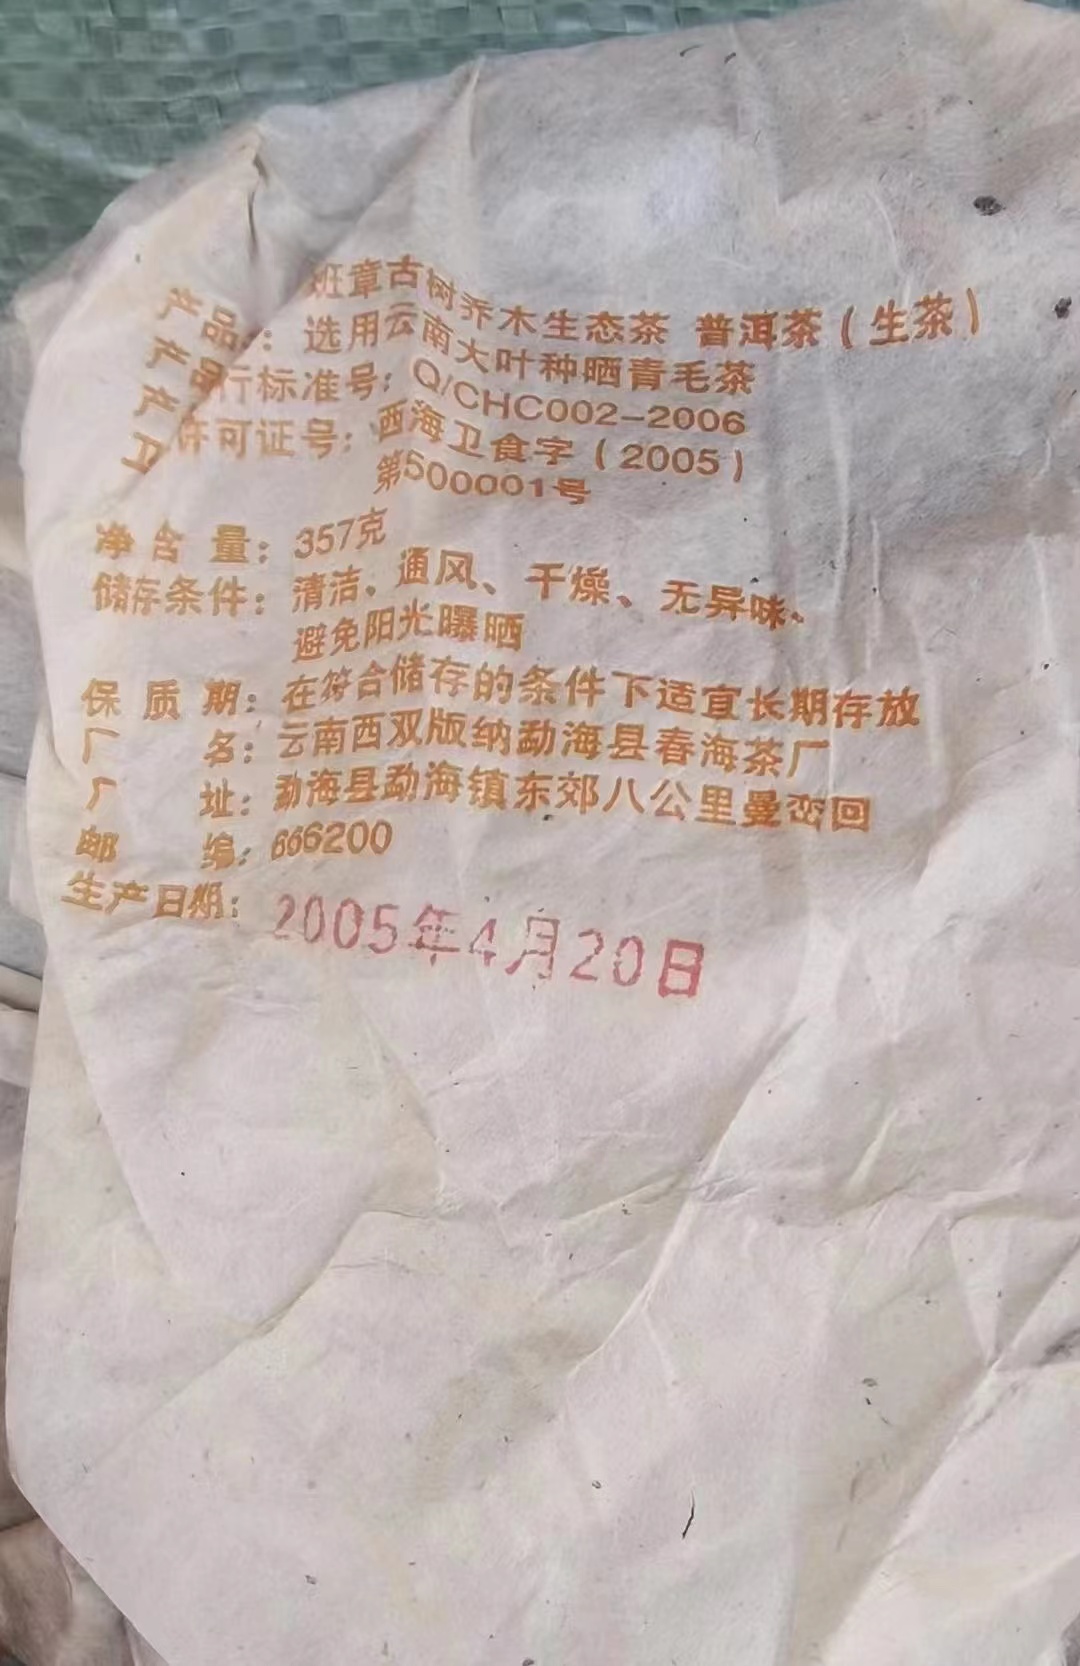 班章古树乔木生态茶 普洱茶（生茶）
产品：选用云南大叶种晒青毛茶
产品行标准号：Q/CHC002-2006
产卫许可证号：西海卫食字（2005）
第500001号
净含量：357克
储存条件：清洁、通风、干燥、无异味、
避免阳光曝晒
保质期：在符合储存的条件下适宜长期存放
厂名：云南西双版纳勐海县春海茶厂
厂址：勐海县勐海镇东郊八公里曼峦回
邮编：666200
生产日期：2005年4月20日